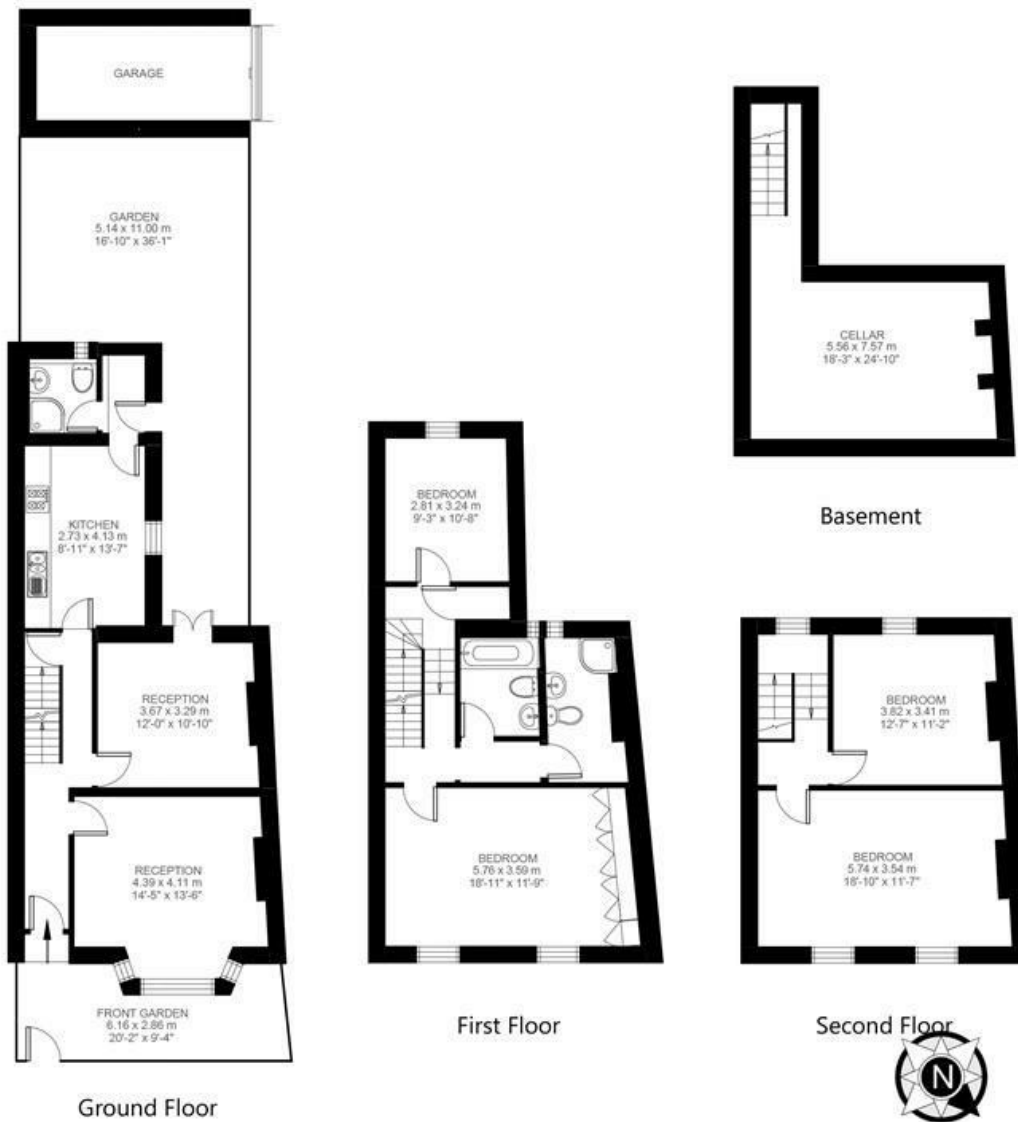 GARAGE
GARDEN
5.14 x 11.00 m
16'-10" x 36'-1"
KITCHEN
2.73 x 4.13 m
8'-11" x 13'-7"
RECEPTION
3.67 x 3.29 m
12'-0" x 10'-10"
RECEPTION
4.39 x 4.11 m
14'-5" x 13'-6"
FRONT GARDEN
6.16 x 2.86 m
20'-2" x 9'-4"
Ground Floor
BEDROOM
2.81 x 3.24 m
9'-3" x 10'-8"
BEDROOM
5.76 x 3.59 m
18'-11" x 11'-9"
First Floor
CELLAR
5.56 x 7.57 m
18'-3" x 24'-10"
Basement
BEDROOM
3.82 x 3.41 m
12'-7" x 11'-2"
BEDROOM
5.74 x 3.54 m
18'-10" x 11'-7"
Second Floor
N